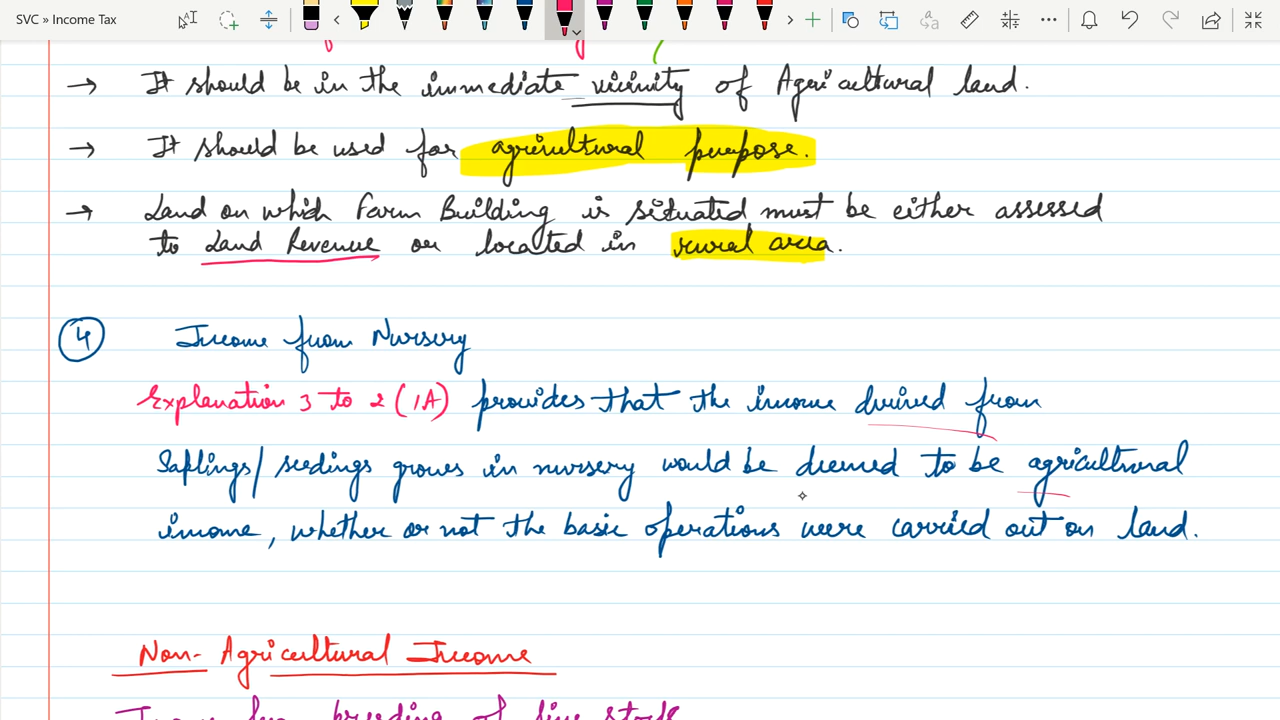 SVC » Income Tax
→ It should be in the immediate vicinity of Agricultural land.
→ It should be used for agricultural purpose.
→ Land on which Farm Building is situated must be either assessed
to Land Revenue or located in rural area.
4 Income from Nursery
Explanation 3 to 2(1A) provides that the income derived from
Saplings/ seedings grown in nursery would be deemed to be agricultural
income, whether or not the basic operations were carried out on land.
Non-Agricultural Income
breeding of live stock